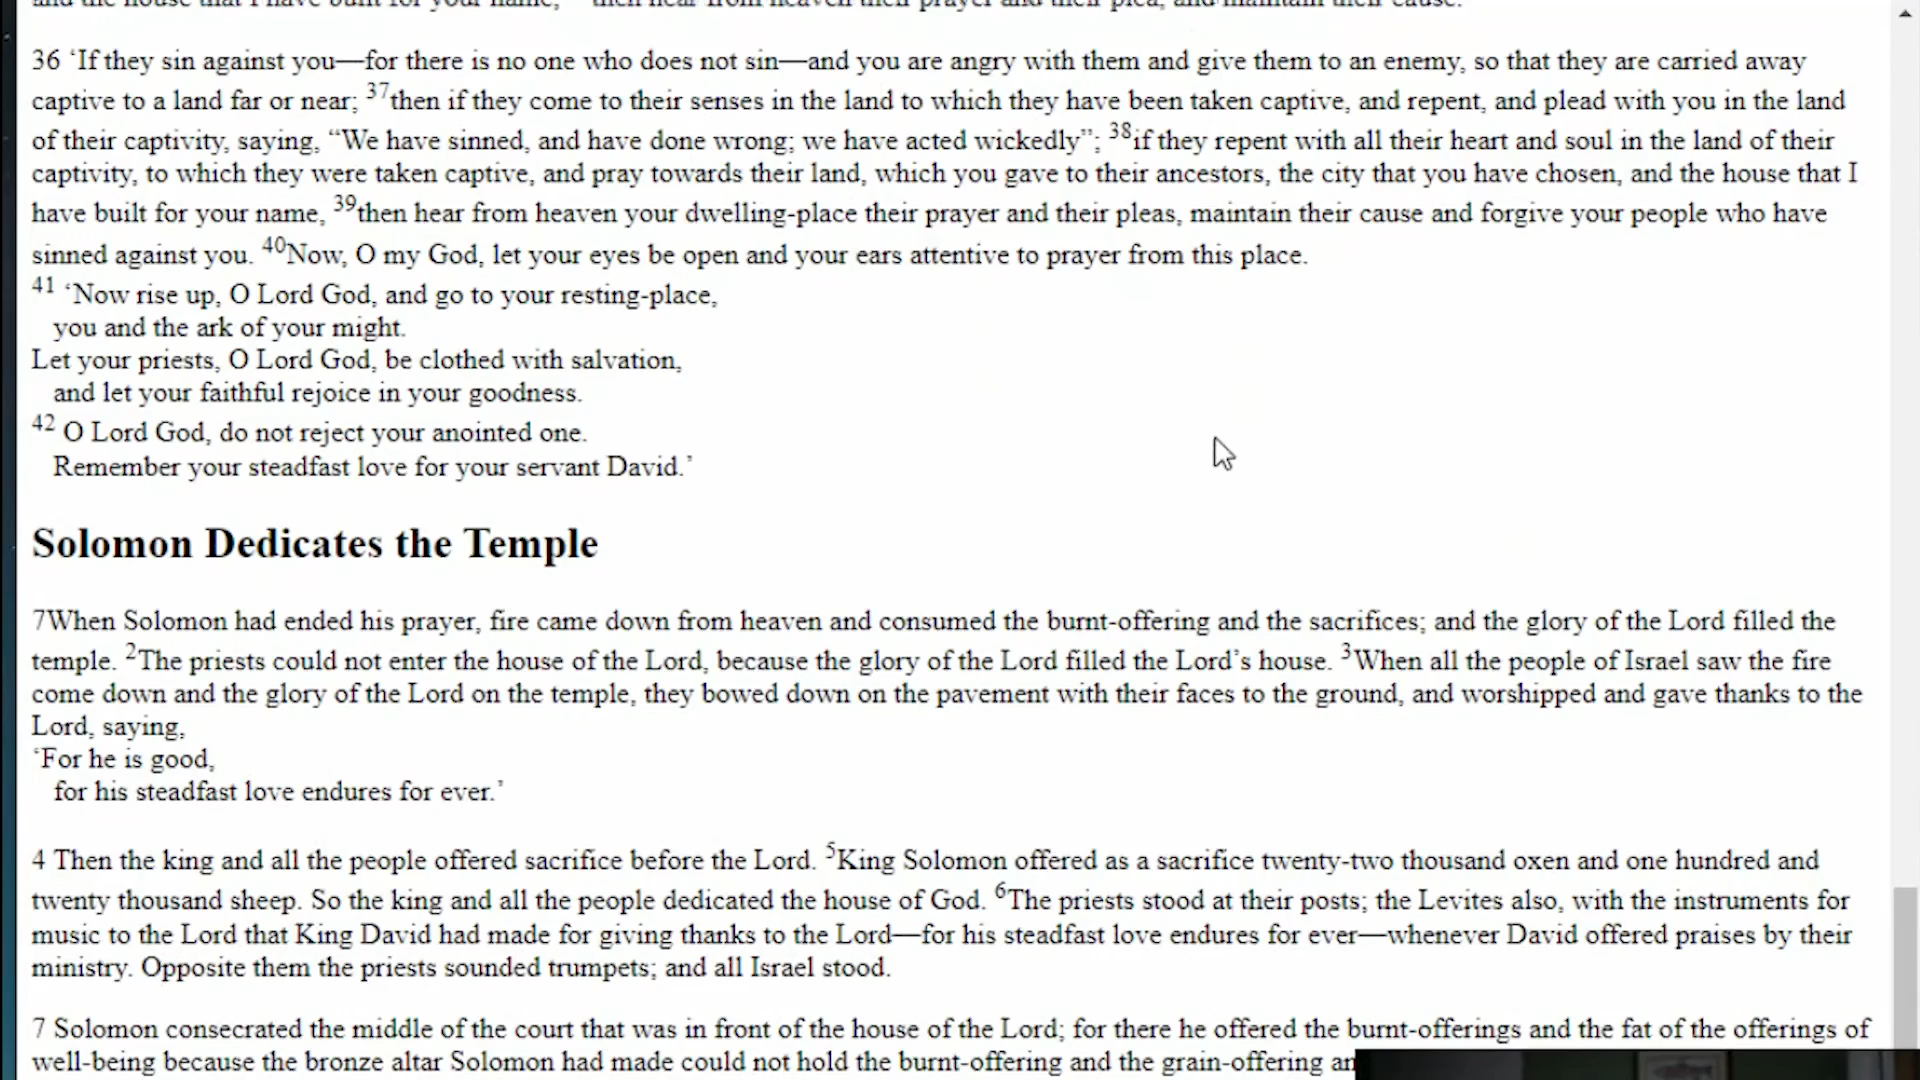 and the house that I have built for your name, then hear from heaven their prayer and their plea, and maintain their cause.
36 ‘If they sin against you—for there is no one who does not sin—and you are angry with them and give them to an enemy, so that they are carried away
captive to a land far or near; 37then if they come to their senses in the land to which they have been taken captive, and repent, and plead with you in the land
of their captivity, saying, “We have sinned, and have done wrong; we have acted wickedly”; 38if they repent with all their heart and soul in the land of their
captivity, to which they were taken captive, and pray towards their land, which you gave to their ancestors, the city that you have chosen, and the house that I
have built for your name, 39then hear from heaven your dwelling-place their prayer and their pleas, maintain their cause and forgive your people who have
sinned against you. 40Now, O my God, let your eyes be open and your ears attentive to prayer from this place.
41 ‘Now rise up, O Lord God, and go to your resting-place,
you and the ark of your might.
Let your priests, O Lord God, be clothed with salvation,
and let your faithful rejoice in your goodness.
42 O Lord God, do not reject your anointed one.
Remember your steadfast love for your servant David.’
Solomon Dedicates the Temple
7When Solomon had ended his prayer, fire came down from heaven and consumed the burnt-offering and the sacrifices; and the glory of the Lord filled the
temple. 2The priests could not enter the house of the Lord, because the glory of the Lord filled the Lord’s house. 3When all the people of Israel saw the fire
come down and the glory of the Lord on the temple, they bowed down on the pavement with their faces to the ground, and worshipped and gave thanks to the
Lord, saying,
‘For he is good,
for his steadfast love endures for ever.’
4 Then the king and all the people offered sacrifice before the Lord. 5King Solomon offered as a sacrifice twenty-two thousand oxen and one hundred and
twenty thousand sheep. So the king and all the people dedicated the house of God. 6The priests stood at their posts; the Levites also, with the instruments for
music to the Lord that King David had made for giving thanks to the Lord—for his steadfast love endures for ever—whenever David offered praises by their
ministry. Opposite them the priests sounded trumpets; and all Israel stood.
7 Solomon consecrated the middle of the court that was in front of the house of the Lord; for there he offered the burnt-offerings and the fat of the offerings of
well-being because the bronze altar Solomon had made could not hold the burnt-offering and the grain-offering